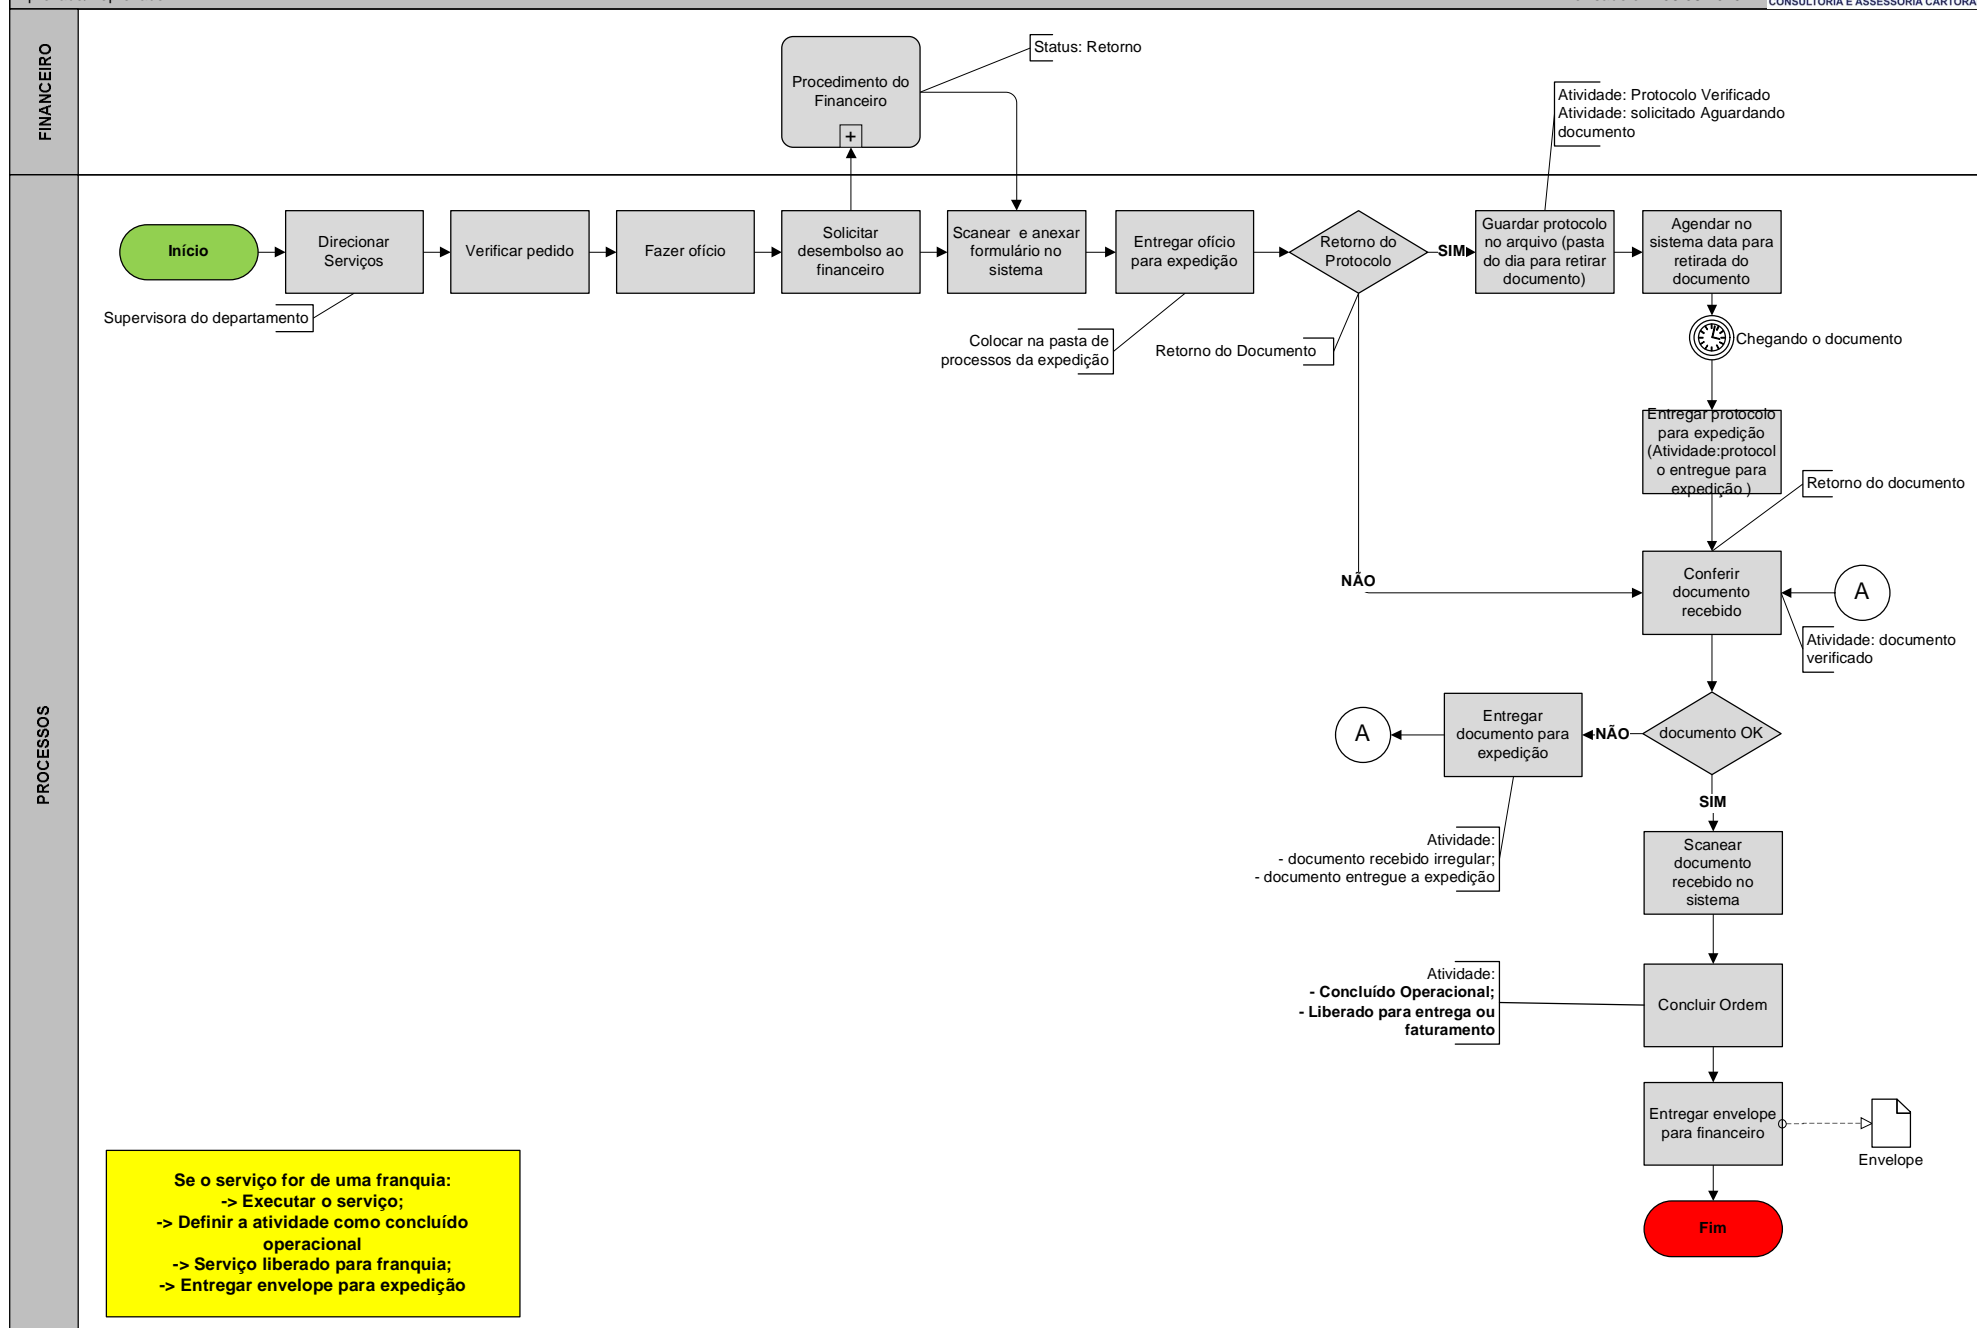 CONSULTORIA E ASSESSORIA CARTORA
FINANCEIRO
Procedimento do
Financeiro
+
Status: Retorno
Atividade: Protocolo Verificado
Atividade: solicitado Aguardando
documento
PROCESSOS
Início
Direcionar
Serviços
Verificar pedido
Fazer ofício
Solicitar
desembolso ao
financeiro
Scanear e anexar
formulário no
sistema
Entregar ofício
para expedição
Retorno do
Protocolo
SIM
Guardar protocolo
no arquivo (pasta
do dia para retirar
documento)
Agendar no
sistema data para
retirada do
documento
Supervisora do departamento
Colocar na pasta de
processos da expedição
Retorno do Documento
Chegando o documento
Entregar protocolo
para expedição
(Atividade:protocol
o entregue para
expedição )
Retorno do documento
NÃO
Conferir
documento
recebido
A
Atividade: documento
verificado
A
Entregar
documento para
expedição
NÃO
documento OK
SIM
Atividade:
- documento recebido irregular;
- documento entregue a expedição
Scanear
documento
recebido no
sistema
Atividade:
- Concluído Operacional;
- Liberado para entrega ou
faturamento
Concluir Ordem
Entregar envelope
para financeiro
Envelope
Fim
Se o serviço for de uma franquia:
-> Executar o serviço;
-> Definir a atividade como concluído
operacional
-> Serviço liberado para franquia;
-> Entregar envelope para expedição